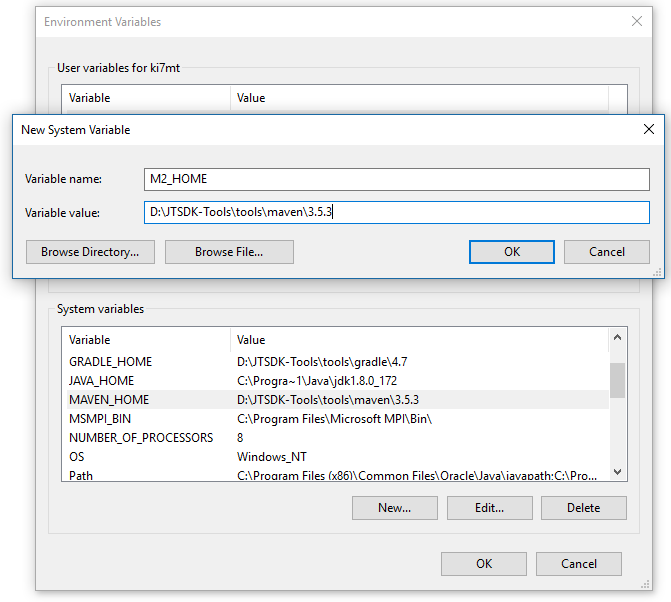 Environment Variables
User variables for ki7mt
Variable Value
New System Variable
Variable name: M2_HOME
Variable value: D:\JTSDK-Tools\tools\maven\3.5.3
Browse Directory... Browse File... OK Cancel
System variables
Variable Value
GRADLE_HOME D:\JTSDK-Tools\tools\gradle\4.7
JAVA_HOME C:\Progra~1\Java\jdk1.8.0_172
MAVEN_HOME D:\JTSDK-Tools\tools\maven\3.5.3
MSMPI_BIN C:\Program Files\Microsoft MPI\Bin\
NUMBER_OF_PROCESSORS 8
OS Windows_NT
Path C:\Program Files (x86)\Common Files\Oracle\Java\javapath;C:\Pro...
New... Edit... Delete
OK Cancel